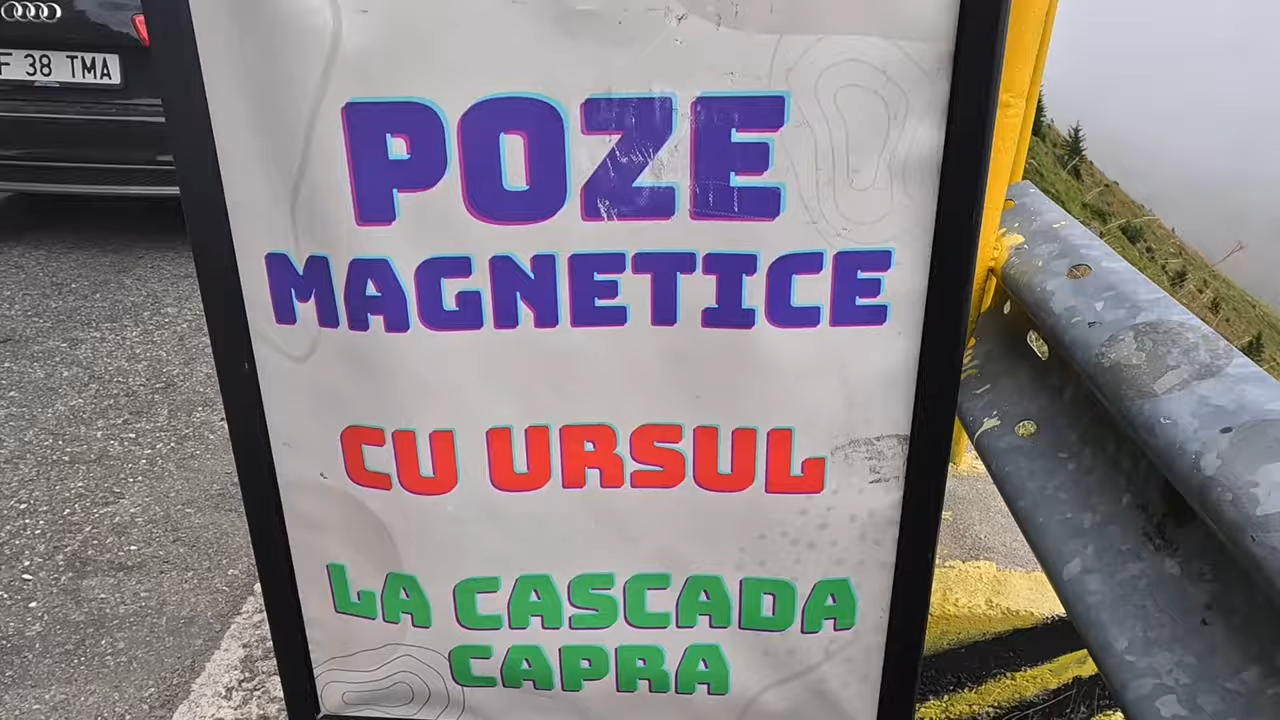 F 38 TMA
POZE
MAGNETICE
CU URSUL
LA CASCADA
CAPRA